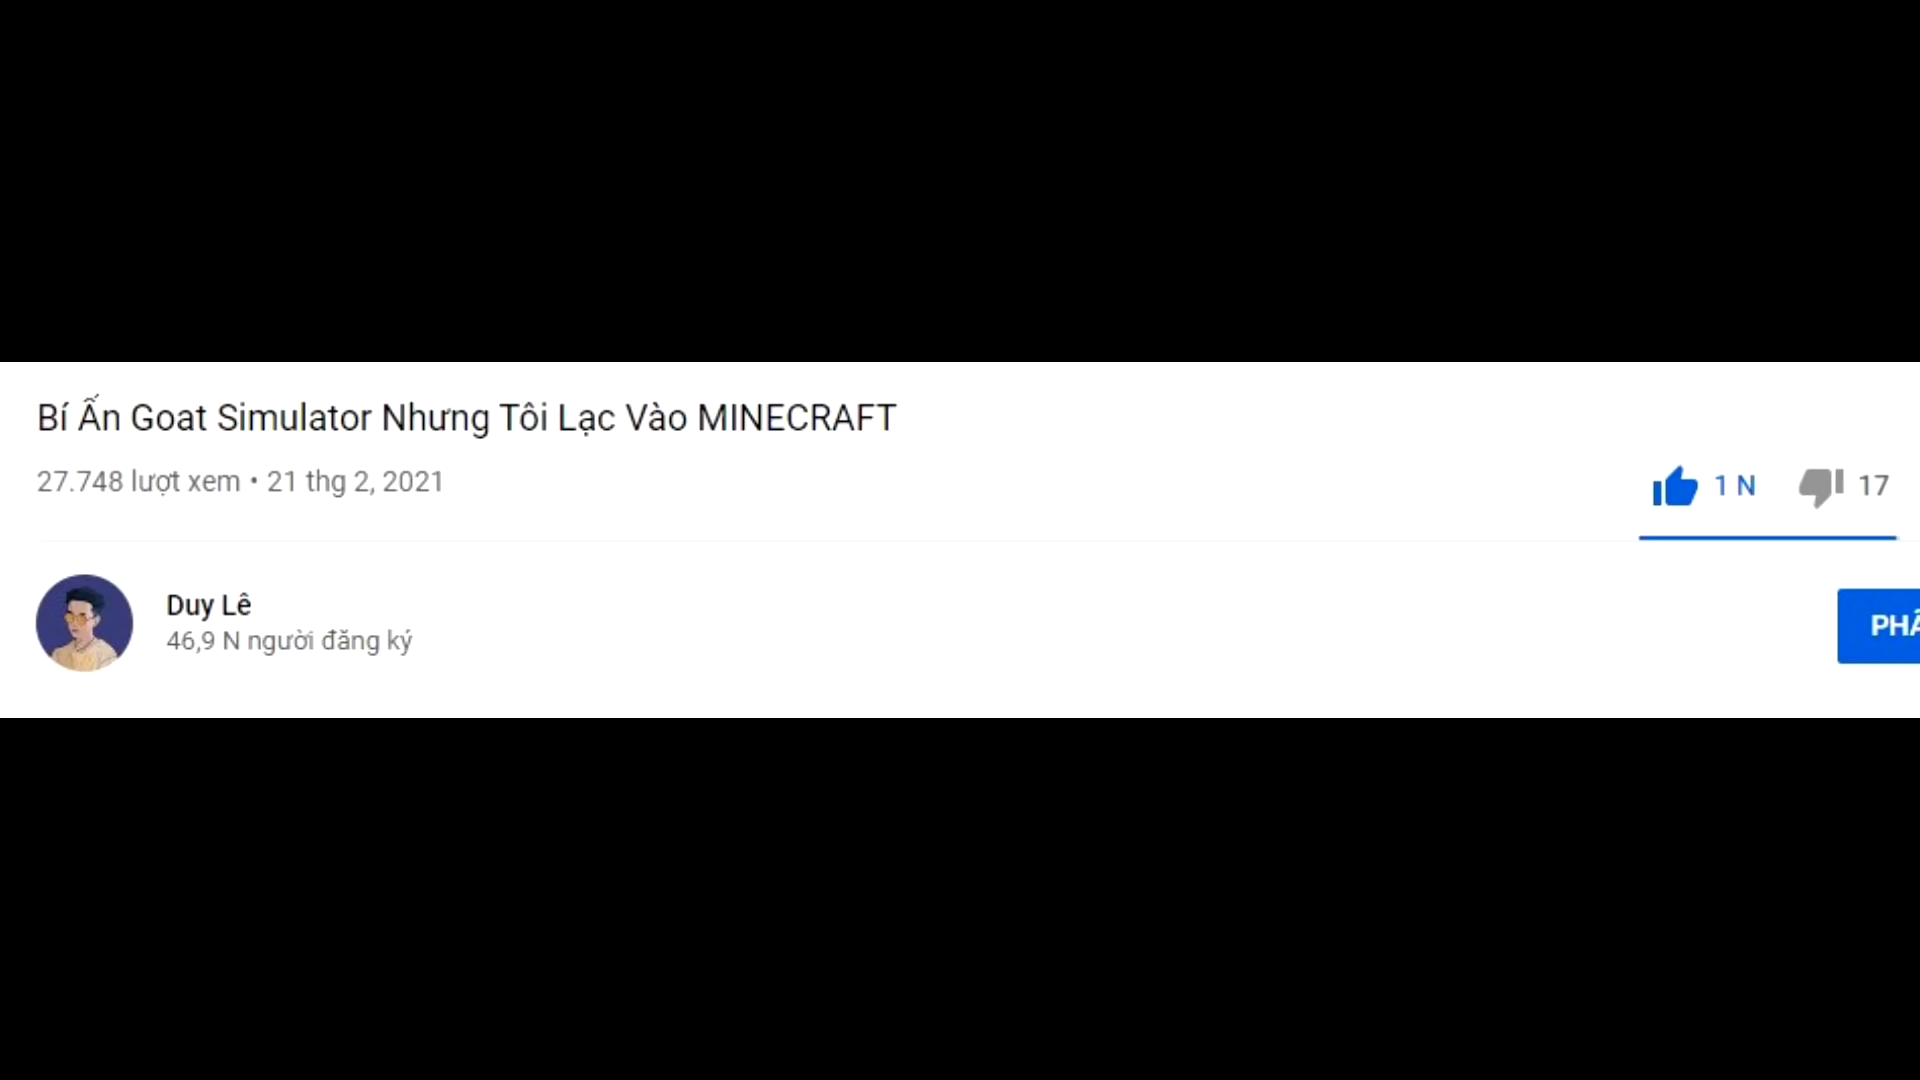 Bí Ẩn Goat Simulator Nhưng Tôi Lạc Vào MINECRAFT
27.748 lượt xem • 21 thg 2, 2021
1 N 17
Duy Lê
46,9 N người đăng ký